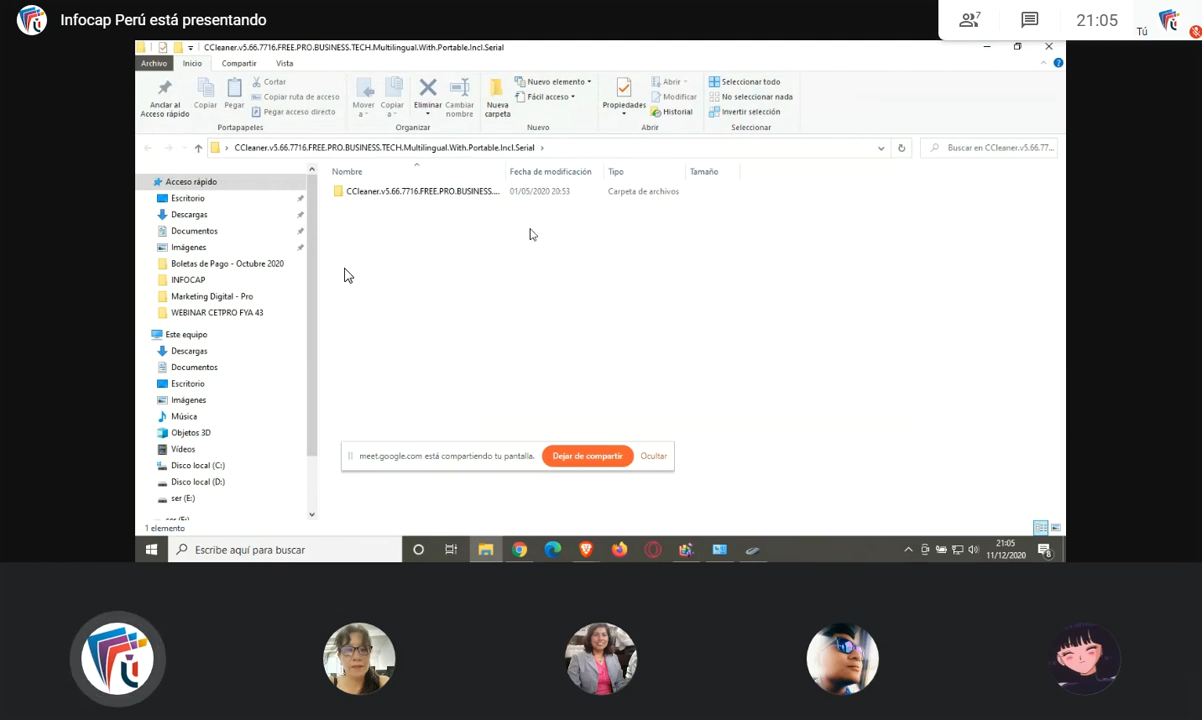 Infocap Perú está presentando
7
21:05
Tú
CCleaner.v5.66.7716.FREE.PRO.BUSINESS.TECH.Multilingual.With.Portable.Incl.Serial
Archivo Inicio Compartir Vista
Anclar al
Acceso rápido
Copiar
Pegar
Cortar
Copiar ruta de acceso
Pegar acceso directo
Portapapeles
Mover
a
Copiar
a
Eliminar
Cambiar
nombre
Organizar
Nueva
carpeta
Nuevo elemento
Fácil acceso
Nuevo
Propiedades
Abrir
Modificar
Historial
Abrir
Seleccionar todo
No seleccionar nada
Invertir selección
Seleccionar
CCleaner.v5.66.7716.FREE.PRO.BUSINESS.TECH.Multilingual.With.Portable.Incl.Serial
Buscar en CCleaner.v5.66.77...
Nombre Fecha de modificación Tipo Tamaño
CCleaner.v5.66.7716.FREE.PRO.BUSINESS.... 01/05/2020 20:53 Carpeta de archivos
Acceso rápido
Escritorio
Descargas
Documentos
Imágenes
Boletas de Pago - Octubre 2020
INFOCAP
Marketing Digital - Pro
WEBINAR CETPRO FYA 43
Este equipo
Descargas
Documentos
Escritorio
Imágenes
Música
Objetos 3D
Vídeos
Disco local (C:)
Disco local (D:)
ser (E:)
ser (E:)
meet.google.com está compartiendo tu pantalla. Dejar de compartir Ocultar
1 elemento
Escribe aquí para buscar
21:05
11/12/2020
8